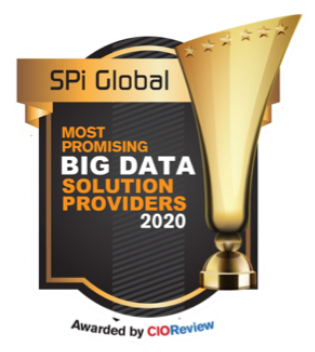 SPi Global
MOST
PROMISING
BIG DATA
SOLUTION
PROVIDERS
2020
Awarded by CIOReview